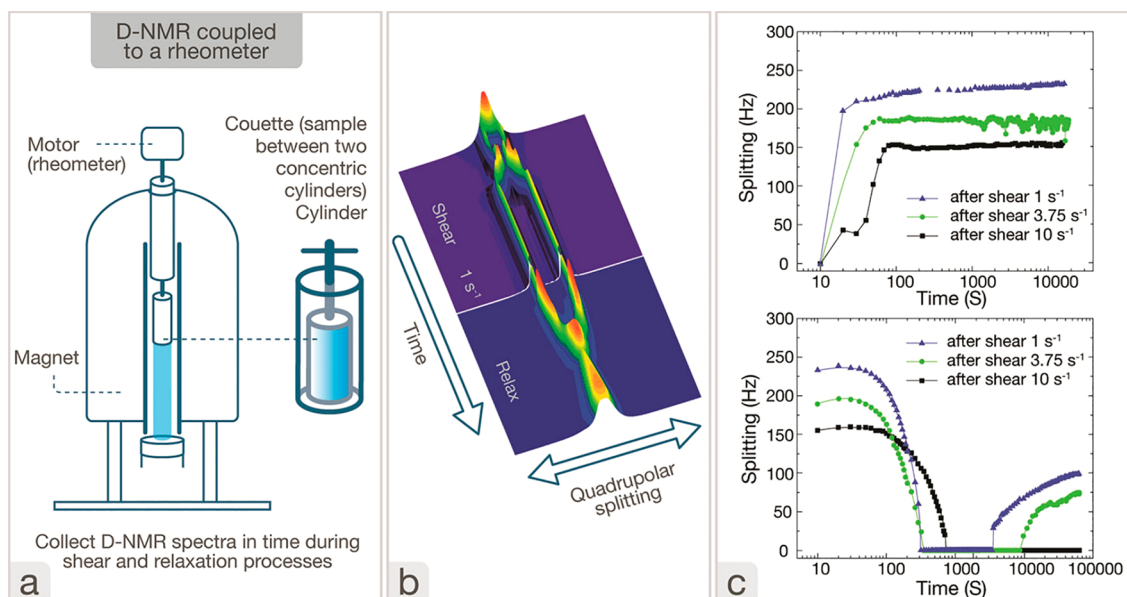 D-NMR coupled
to a rheometer
Motor
(rheometer)
Couette (sample
between two
concentric
cylinders)
Cylinder
Magnet
Collect D-NMR spectra in time during
shear and relaxation processes
a
Shear 1 s-1
Relax
Time
Quadrupolar
splitting
b
300
250
200
150
100
50
0
Splitting (Hz)
after shear 1 s-1
after shear 3.75 s-1
after shear 10 s-1
10 100 1000 10000
Time (S)
300
250
200
150
100
50
0
Splitting (Hz)
after shear 1 s-1
after shear 3.75 s-1
after shear 10 s-1
10 100 1000 10000 100000
Time (S)
c